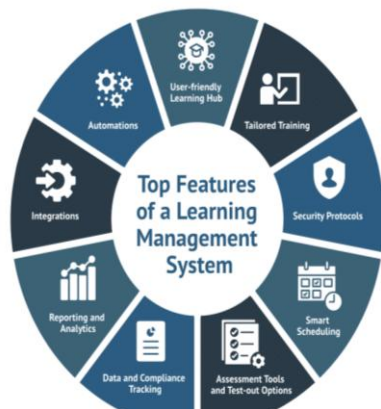 User-friendly
Learning Hub
Tailored Training
Security Protocols
Smart
Scheduling
Assessment Tools
and Test-out Options
Data and Compliance
Tracking
Reporting and
Analytics
Integrations
Automations
Top Features
of a Learning
Management
System